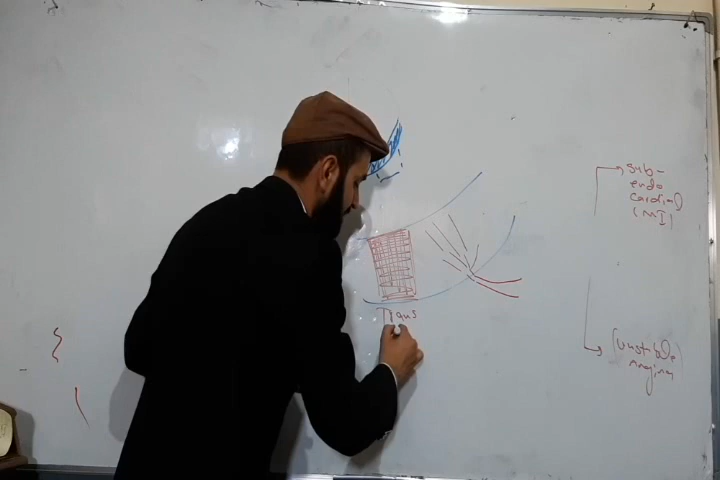 Sub-
endo
Cardial
(MI)
Trans
(unstable
Angina